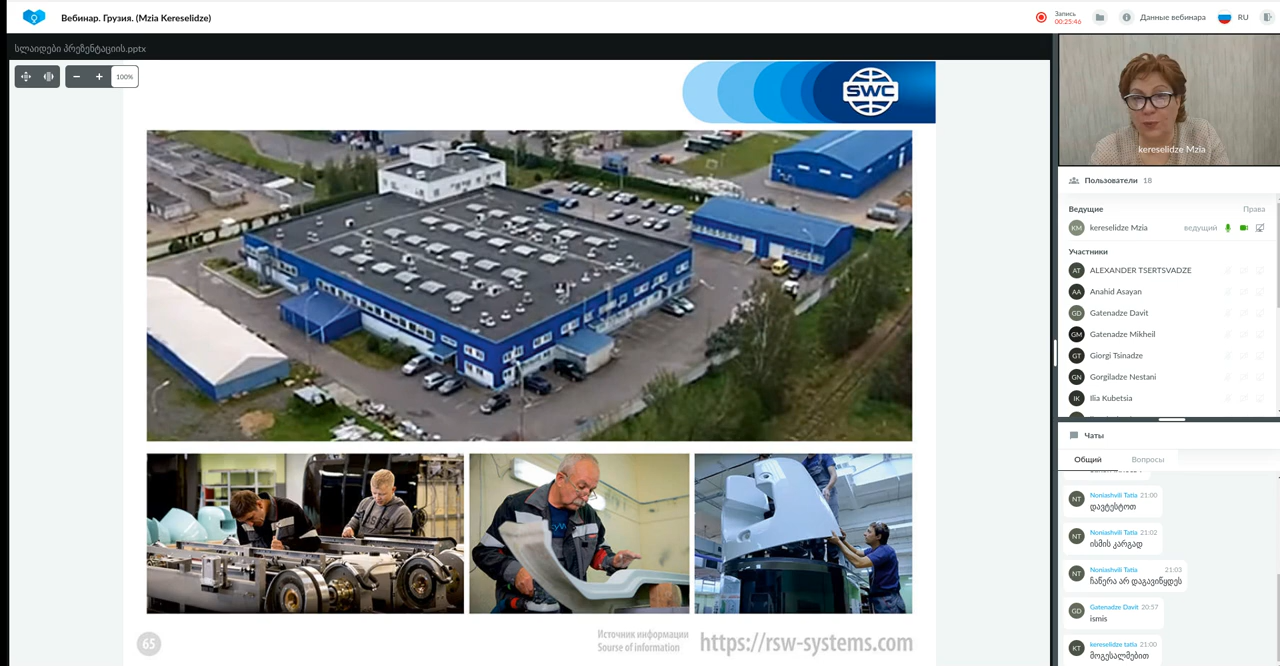 Вебинар. Грузия. (Mzia Kereselidze)
Запись
00:25:46
Данные вебинара
RU
სლაიდები პრეზენტაციის.pptx
100%
SWC
65
Источник информации
Sourse of information
https://rsw-systems.com
kereselidze Mzia
Пользователи 18
Ведущие
Права
KM kereselidze Mzia ведущий
Участники
AT ALEXANDER TSERTSVADZE
AA Anahid Asayan
GD Gatenadze Davit
GM Gatenadze Mikheil
GT Giorgi Tsinadze
GN Gorgiladze Nestani
IK Ilia Kubetsia
Чаты
Общий Вопросы
NT Noniashvili Tatia 21:00
დავტესტოთ
NT Noniashvili Tatia 21:02
ისმის კარგად
NT Noniashvili Tatia 21:03
ჩანერა არ დაგავიწყდეს
GD Gatenadze Davit 20:57
ismis
KT kereselidze tatia 21:00
მოგესალმებით